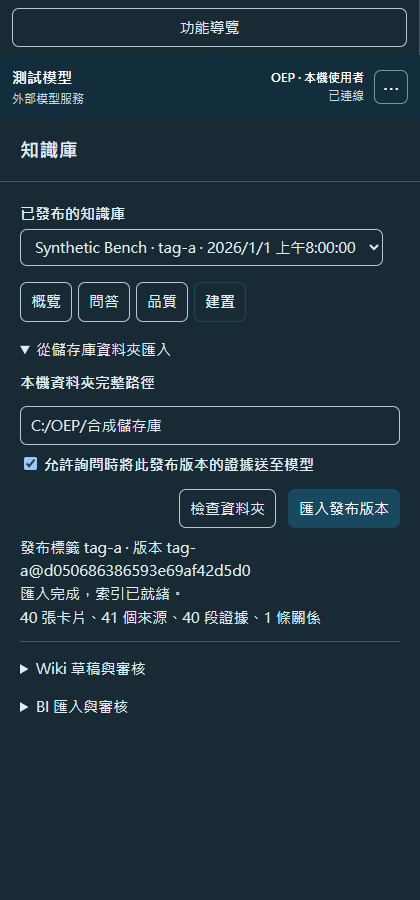 功能導覽
測試模型
OEP · 本機使用者
外部模型服務
已連線
...
知識庫
已發布的知識庫
Synthetic Bench · tag-a · 2026/1/1 上午8:00:00
概覽
問答
品質
建置
▼ 從儲存庫資料夾匯入
本機資料夾完整路徑
C:/OEP/合成儲存庫
允許詢問時將此發布版本的證據送至模型
檢查資料夾
匯入發布版本
發布標籤 tag-a · 版本 tag-
a@d050686386593e69af42d5d0
匯入完成，索引已就緒。
40 張卡片、41 個來源、40 段證據、1 條關係
▶ Wiki 草稿與審核
▶ BI 匯入與審核